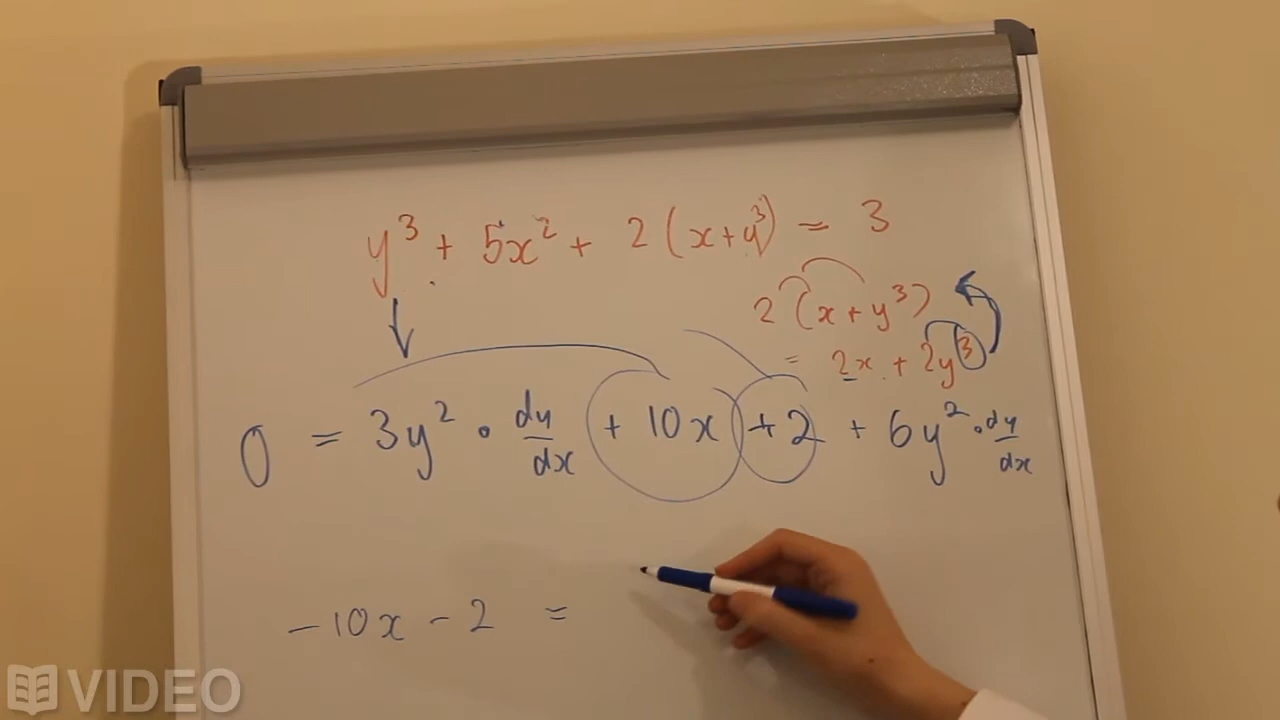 y³ + 5x² + 2(x+y³) = 3
2(x+y³)
= 2x + 2y³
0 = 3y² · dy/dx + 10x + 2 + 6y² · dy/dx
-10x - 2 =
VIDEO